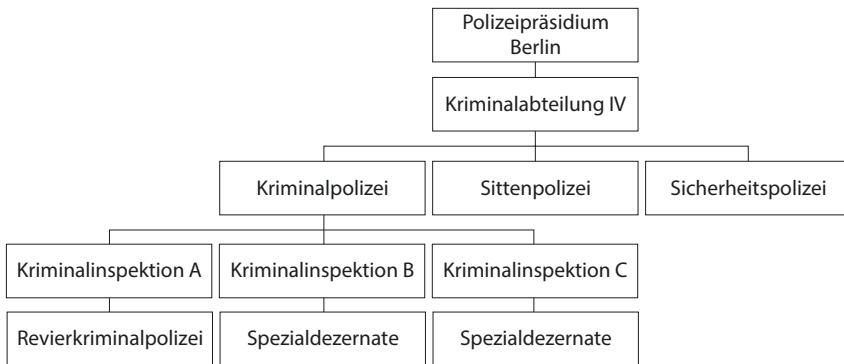 Polizeipräsidium
Berlin
Kriminalabteilung IV
Kriminalpolizei
Sittenpolizei
Sicherheitspolizei
Kriminalinspektion A
Kriminalinspektion B
Kriminalinspektion C
Revierkriminalpolizei
Spezialdezernate
Spezialdezernate